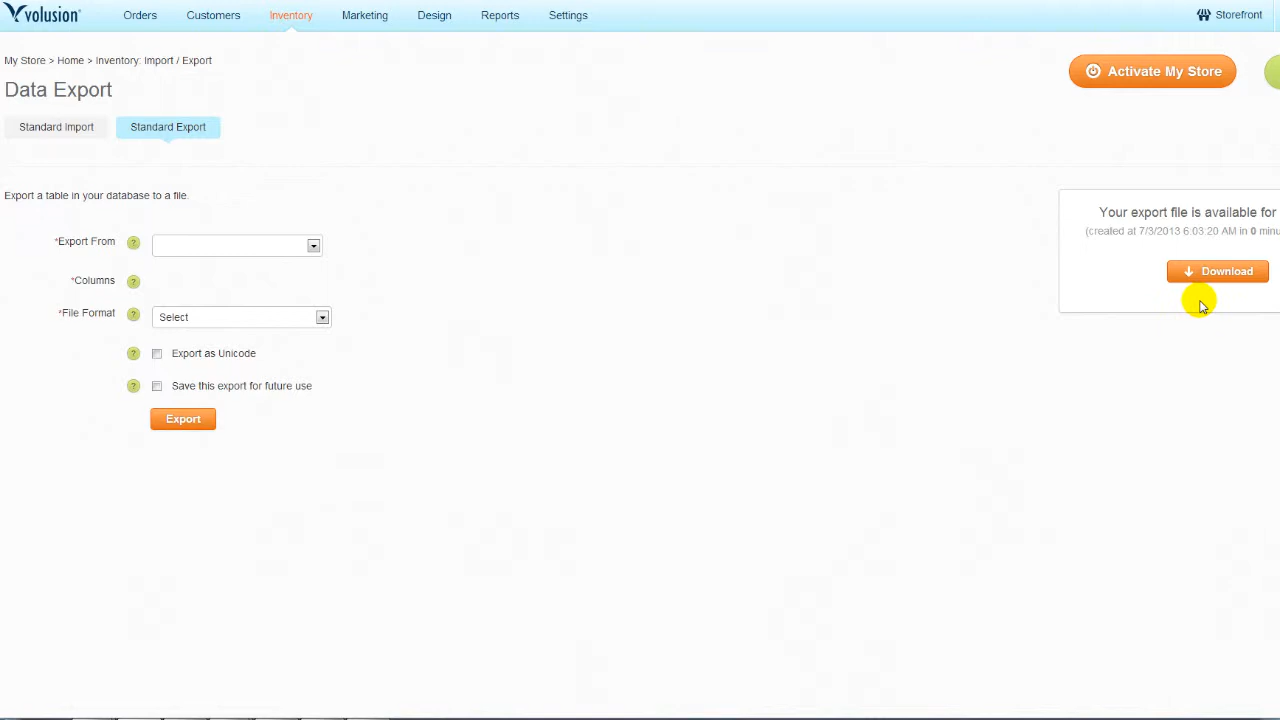 volusion Orders Customers Inventory Marketing Design Reports Settings Storefront
My Store > Home > Inventory: Import / Export
Activate My Store
Data Export
Standard Import Standard Export
Export a table in your database to a file.
Your export file is available for
(created at 7/3/2013 6:03:20 AM in 0 minu
*Export From ?
Download
*Columns ?
*File Format ? Select
? Export as Unicode
? Save this export for future use
Export